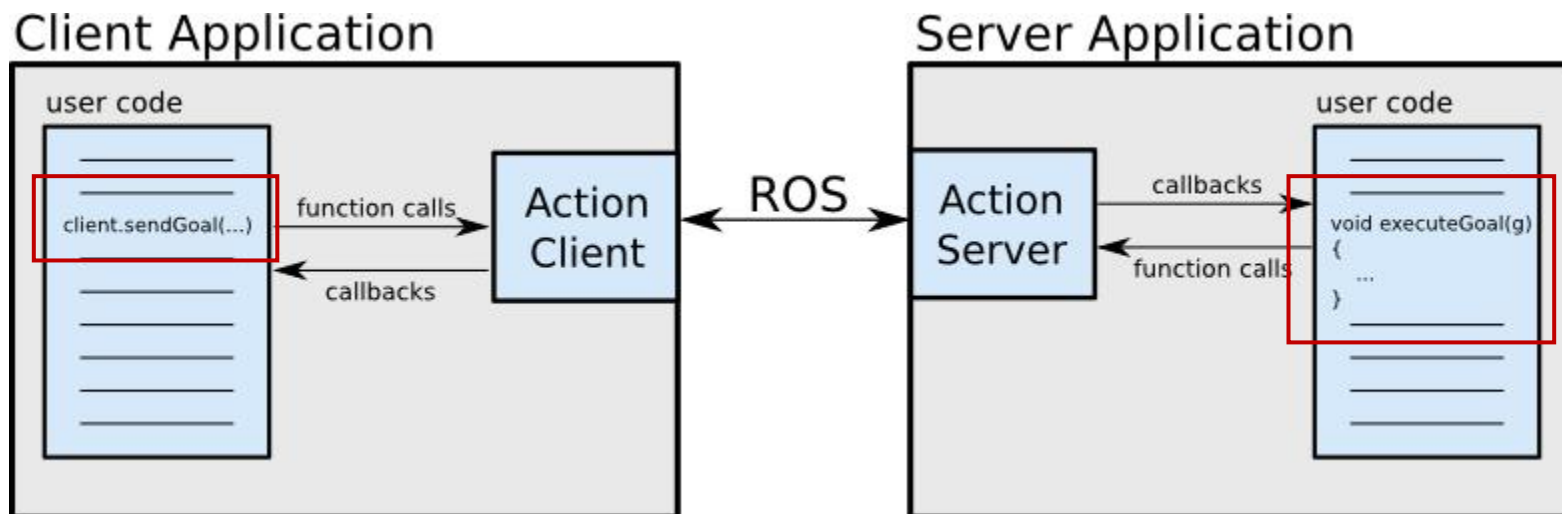 Client Application
user code
client.sendGoal(...)
function calls
callbacks
Action
Client
ROS
Server Application
Action
Server
callbacks
function calls
user code
void executeGoal(g)
{
...
}